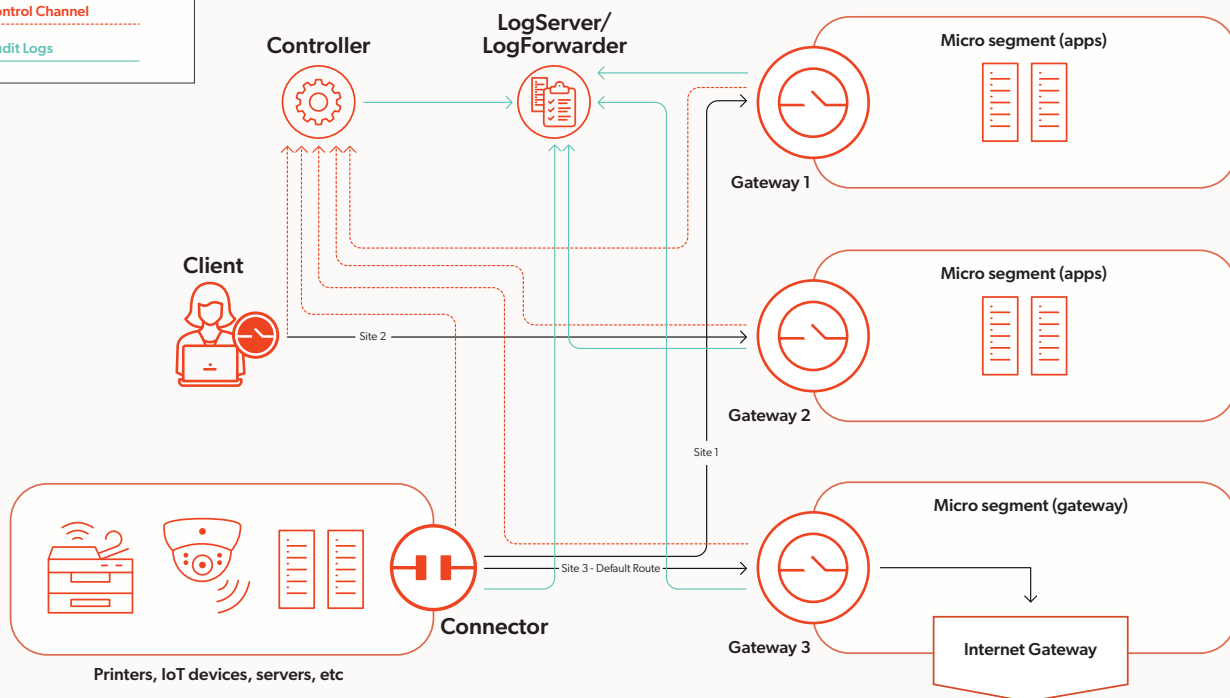 ontrol Channel
udit Logs
Controller
LogServer/
LogForwarder
Micro segment (apps)
Gateway 1
Client
Micro segment (apps)
Site 2
Gateway 2
Site 1
Micro segment (gateway)
Site 3 - Default Route
Connector
Gateway 3
Internet Gateway
Printers, IoT devices, servers, etc